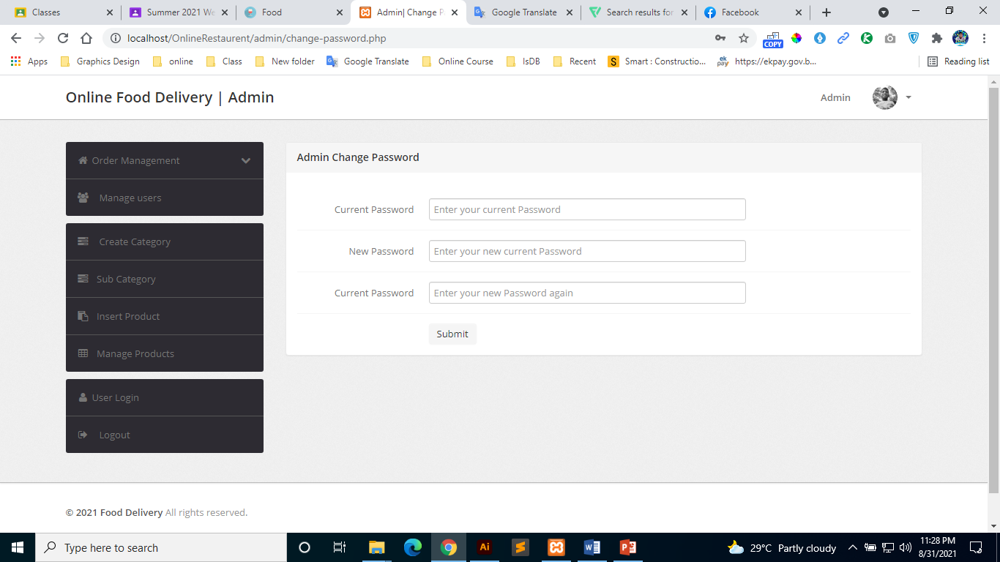 Classes
Summer 2021 We
Food
Admin| Change P
Google Translate
Search results for
Facebook
localhost/OnlineRestaurent/admin/change-password.php
COPY
Apps
Graphics Design
online
Class
New folder
Google Translate
Online Course
IsDB
Recent
S
Smart : Constructio...
ek pay
https://ekpay.gov.b...
Reading list
Online Food Delivery | Admin
Admin
Order Management
Manage users
Create Category
Sub Category
Insert Product
Manage Products
User Login
Logout
Admin Change Password
Current Password
Enter your current Password
New Password
Enter your new current Password
Current Password
Enter your new Password again
Submit
© 2021 Food Delivery All rights reserved.
Type here to search
Ai
29°C Partly cloudy
11:28 PM
8/31/2021